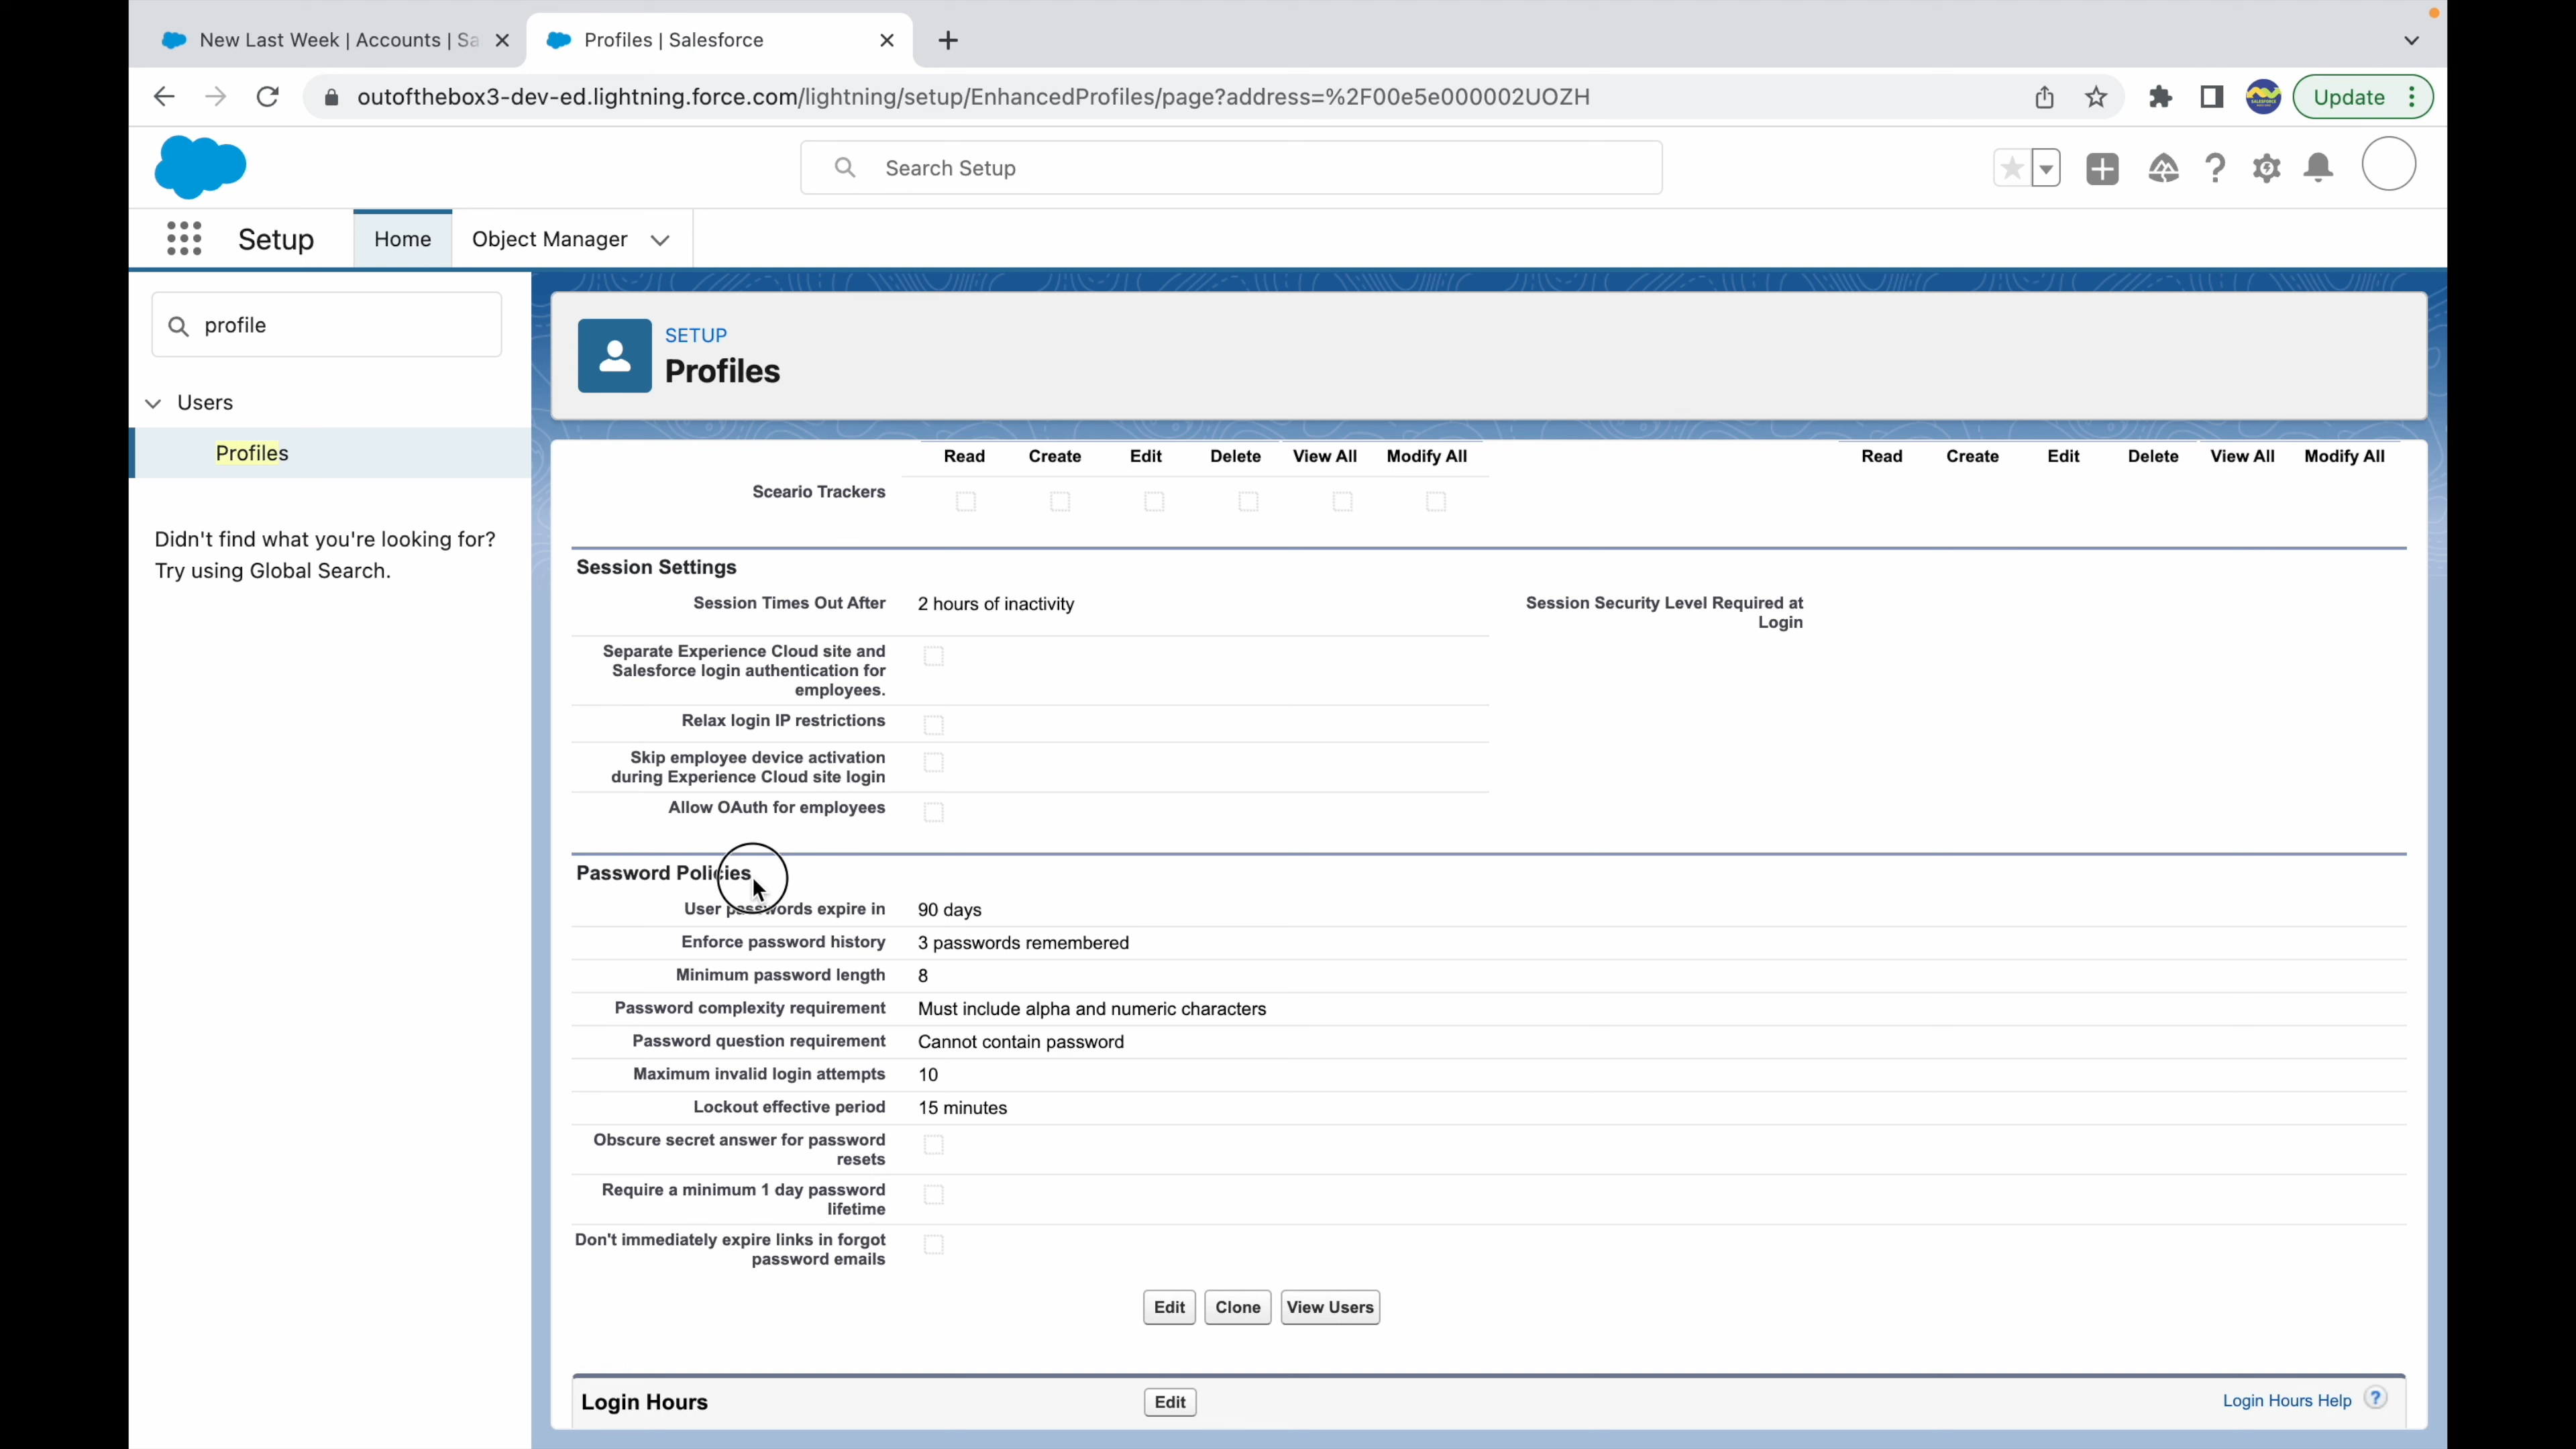 New Last Week | Accounts | Sa
Profiles | Salesforce
outofthebox3-dev-ed.lightning.force.com/lightning/setup/EnhancedProfiles/page?address=%2F00e5e000002UOZH
Update
Search Setup
Setup
Home
Object Manager
profile
Users
Profiles
Didn't find what you're looking for?
Try using Global Search.
SETUP
Profiles
Read Create Edit Delete View All Modify All
Read Create Edit Delete View All Modify All
Sceario Trackers
Session Settings
Session Times Out After 2 hours of inactivity
Session Security Level Required at
Login
Separate Experience Cloud site and
Salesforce login authentication for
employees.
Relax login IP restrictions
Skip employee device activation
during Experience Cloud site login
Allow OAuth for employees
Password Policies
User passwords expire in 90 days
Enforce password history 3 passwords remembered
Minimum password length 8
Password complexity requirement Must include alpha and numeric characters
Password question requirement Cannot contain password
Maximum invalid login attempts 10
Lockout effective period 15 minutes
Obscure secret answer for password
resets
Require a minimum 1 day password
lifetime
Don't immediately expire links in forgot
password emails
Edit Clone View Users
Login Hours Edit Login Hours Help ?